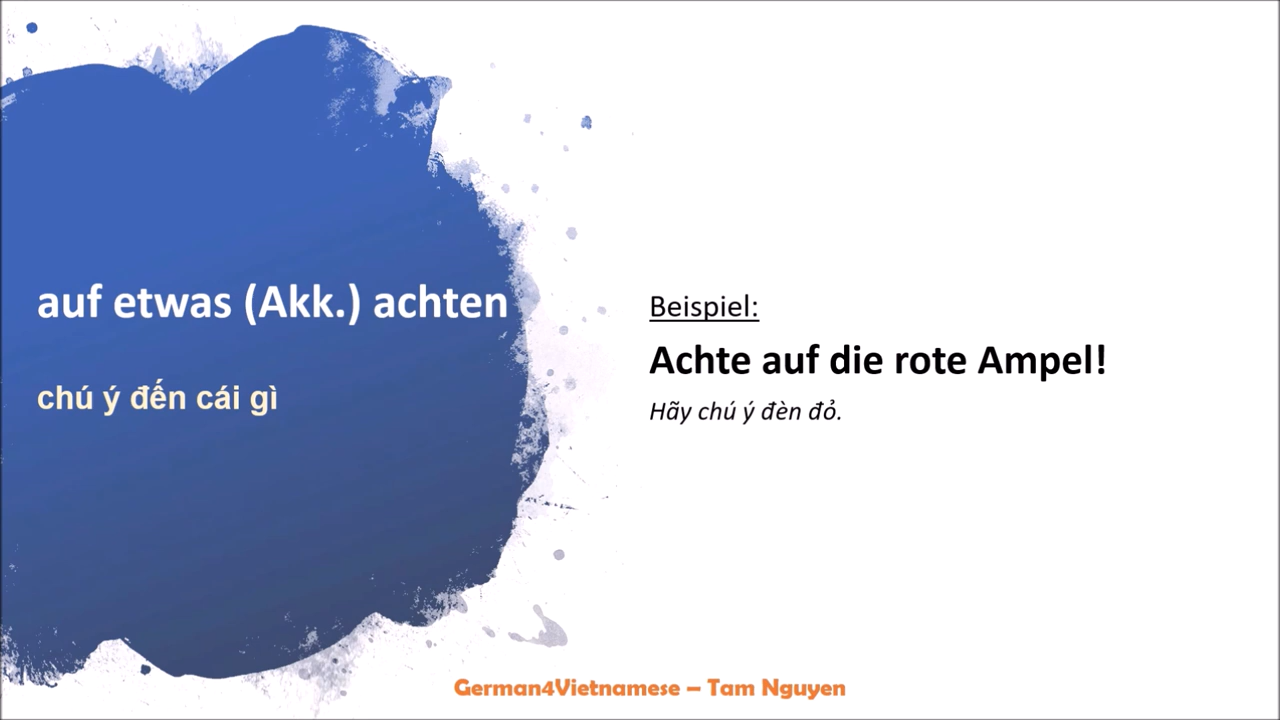 auf etwas (Akk.) achten
chú ý đến cái gì
Beispiel:
Achte auf die rote Ampel!
Hãy chú ý đèn đỏ.
German4Vietnamese – Tam Nguyen